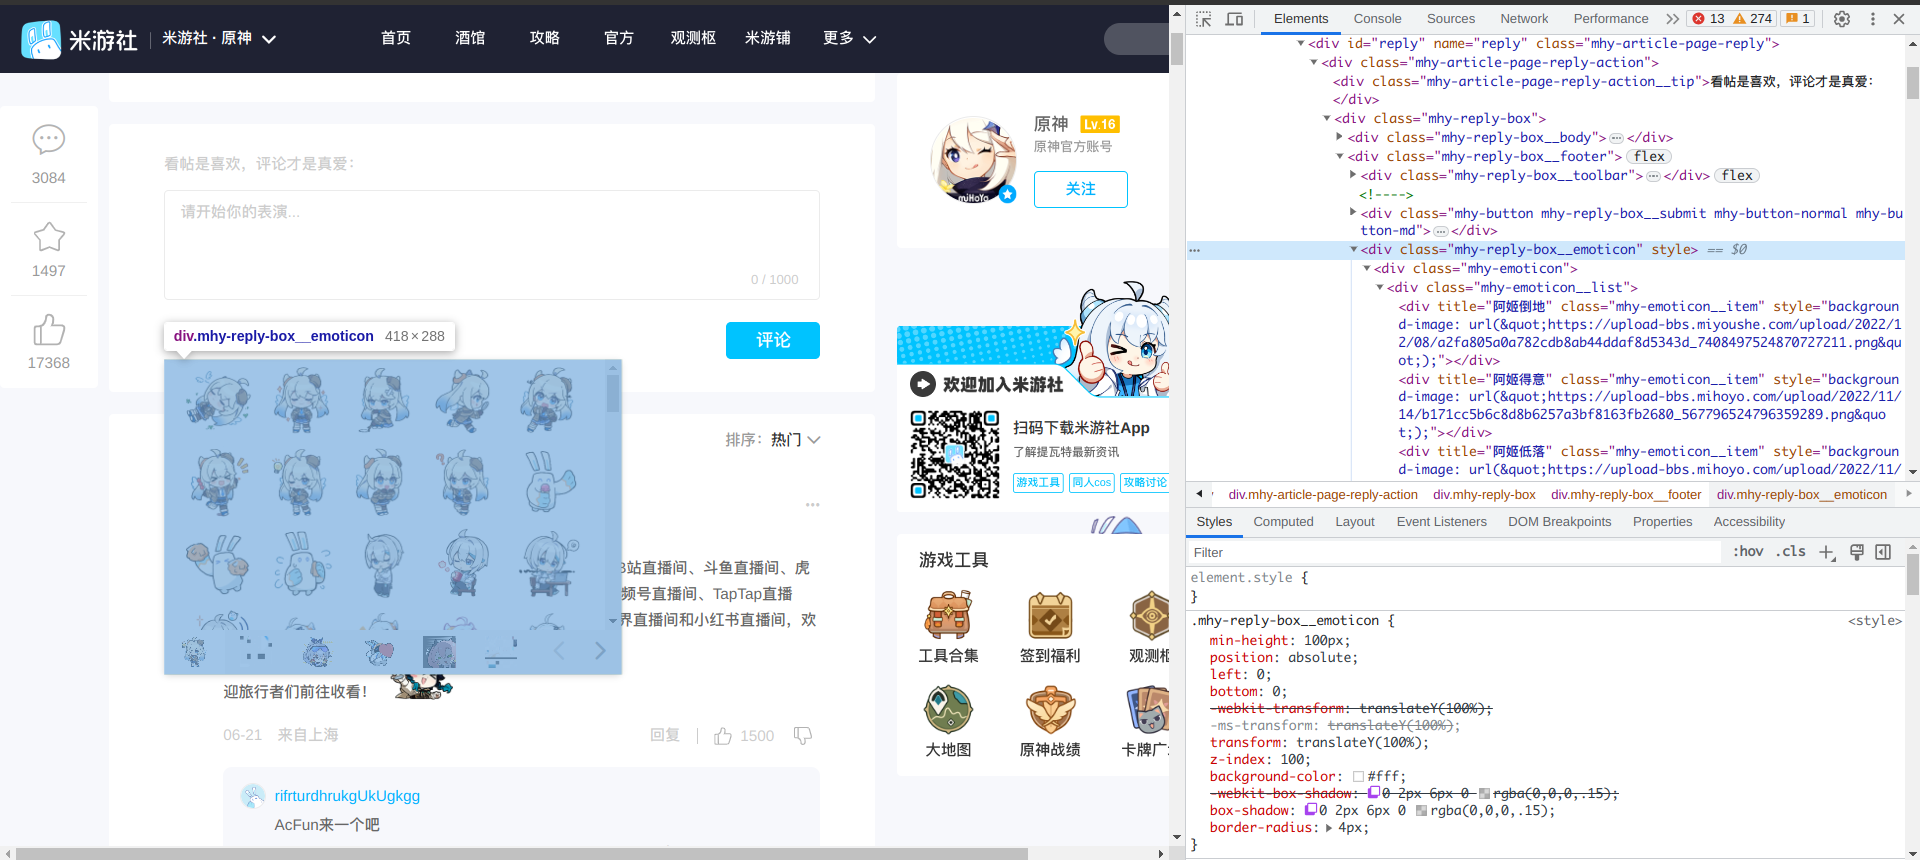 米游社
米游社 · 原神
首页
酒馆
攻略
官方
观测枢
米游铺
更多
3084
1497
17368
看帖是喜欢，评论才是真爱：
请开始你的表演...
0 / 1000
评论
div.mhy-reply-box__emoticon 418 × 288
排序：热门
B站直播间、斗鱼直播间、虎
频号直播间、TapTap直播
界直播间和小红书直播间，欢
迎旅行者们前往收看！
06-21 来自上海
回复
1500
rifrturdhrukgUkUgkgg
AcFun来一个吧
原神 Lv.16
原神官方账号
关注
miHoYo
欢迎加入米游社
扫码下载米游社App
了解提瓦特最新资讯
游戏工具
同人cos
攻略讨论
游戏工具
工具合集
签到福利
观测枢
大地图
原神战绩
卡牌广
Elements
Console
Sources
Network
Performance
13
274
1
<div id="reply" name="reply" class="mhy-article-page-reply">
<div class="mhy-article-page-reply-action">
<div class="mhy-article-page-reply-action__tip">看帖是喜欢，评论才是真爱：
</div>
<div class="mhy-reply-box">
<div class="mhy-reply-box__body">…</div>
<div class="mhy-reply-box__footer"> flex
<div class="mhy-reply-box__toolbar">…</div> flex
<!---->
<div class="mhy-button mhy-reply-box__submit mhy-button-normal mhy-bu
tton-md">…</div>
<div class="mhy-reply-box__emoticon" style> == $0
<div class="mhy-emoticon">
<div class="mhy-emoticon__list">
<div title="阿姬倒地" class="mhy-emoticon__item" style="backgroun
d-image: url(&quot;https://upload-bbs.miyoushe.com/upload/2022/1
2/08/a2fa805a0a782cdb8ab44ddaf8d5343d_7408497524870727211.png&qu
ot;);"></div>
<div title="阿姬得意" class="mhy-emoticon__item" style="backgroun
d-image: url(&quot;https://upload-bbs.mihoyo.com/upload/2022/11/
14/b171cc5b6c8d8b6257a3bf8163fb2680_567796524796359289.png&quo
t;);"></div>
<div title="阿姬低落" class="mhy-emoticon__item" style="backgroun
d-image: url(&quot;https://upload-bbs.mihoyo.com/upload/2022/11/
div.mhy-article-page-reply-action
div.mhy-reply-box
div.mhy-reply-box__footer
div.mhy-reply-box__emoticon
Styles
Computed
Layout
Event Listeners
DOM Breakpoints
Properties
Accessibility
Filter
:hov
.cls
element.style {
}
.mhy-reply-box__emoticon {
<style>
min-height: 100px;
position: absolute;
left: 0;
bottom: 0;
-webkit-transform: translateY(100%);
-ms-transform: translateY(100%);
transform: translateY(100%);
z-index: 100;
background-color: #fff;
-webkit-box-shadow: 0 2px 6px 0 rgba(0,0,0,.15);
box-shadow: 0 2px 6px 0 rgba(0,0,0,.15);
border-radius: 4px;
}